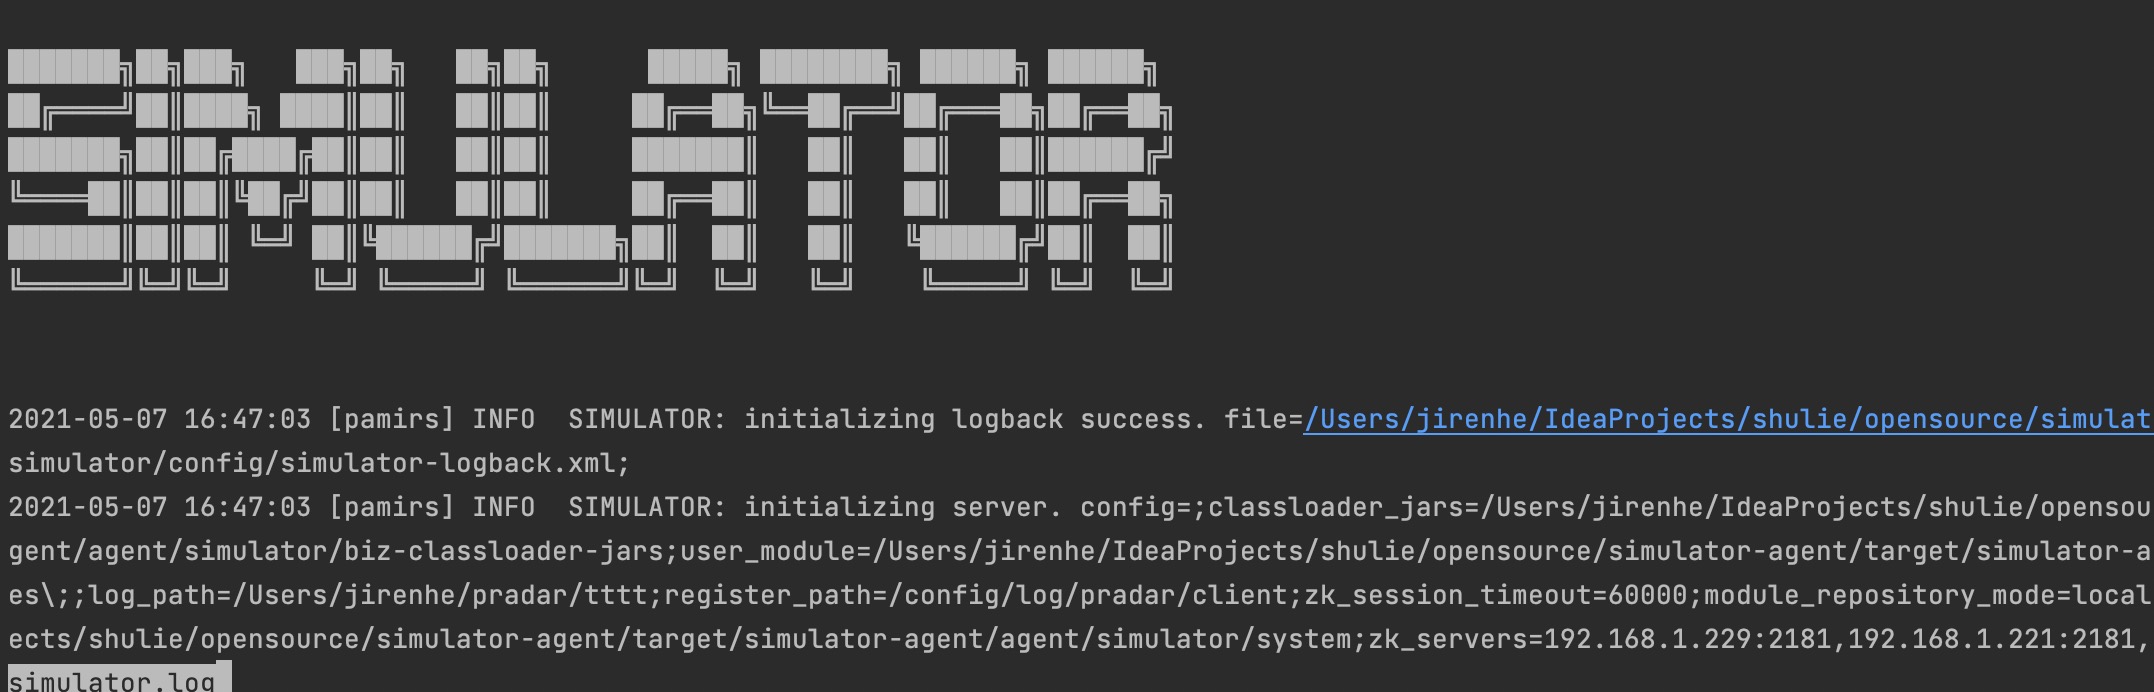 SIMULATOR
2021-05-07 16:47:03 [pamirs] INFO  SIMULATOR: initializing logback success. file=/Users/jirenhe/IdeaProjects/shulie/opensource/simulat
simulator/config/simulator-logback.xml;
2021-05-07 16:47:03 [pamirs] INFO  SIMULATOR: initializing server. config=;classloader_jars=/Users/jirenhe/IdeaProjects/shulie/opensou
gent/agent/simulator/biz-classloader-jars;user_module=/Users/jirenhe/IdeaProjects/shulie/opensource/simulator-agent/target/simulator-a
es\;;log_path=/Users/jirenhe/pradar/tttt;register_path=/config/log/pradar/client;zk_session_timeout=60000;module_repository_mode=local
ects/shulie/opensource/simulator-agent/target/simulator-agent/agent/simulator/system;zk_servers=192.168.1.229:2181,192.168.1.221:2181,
simulator.log